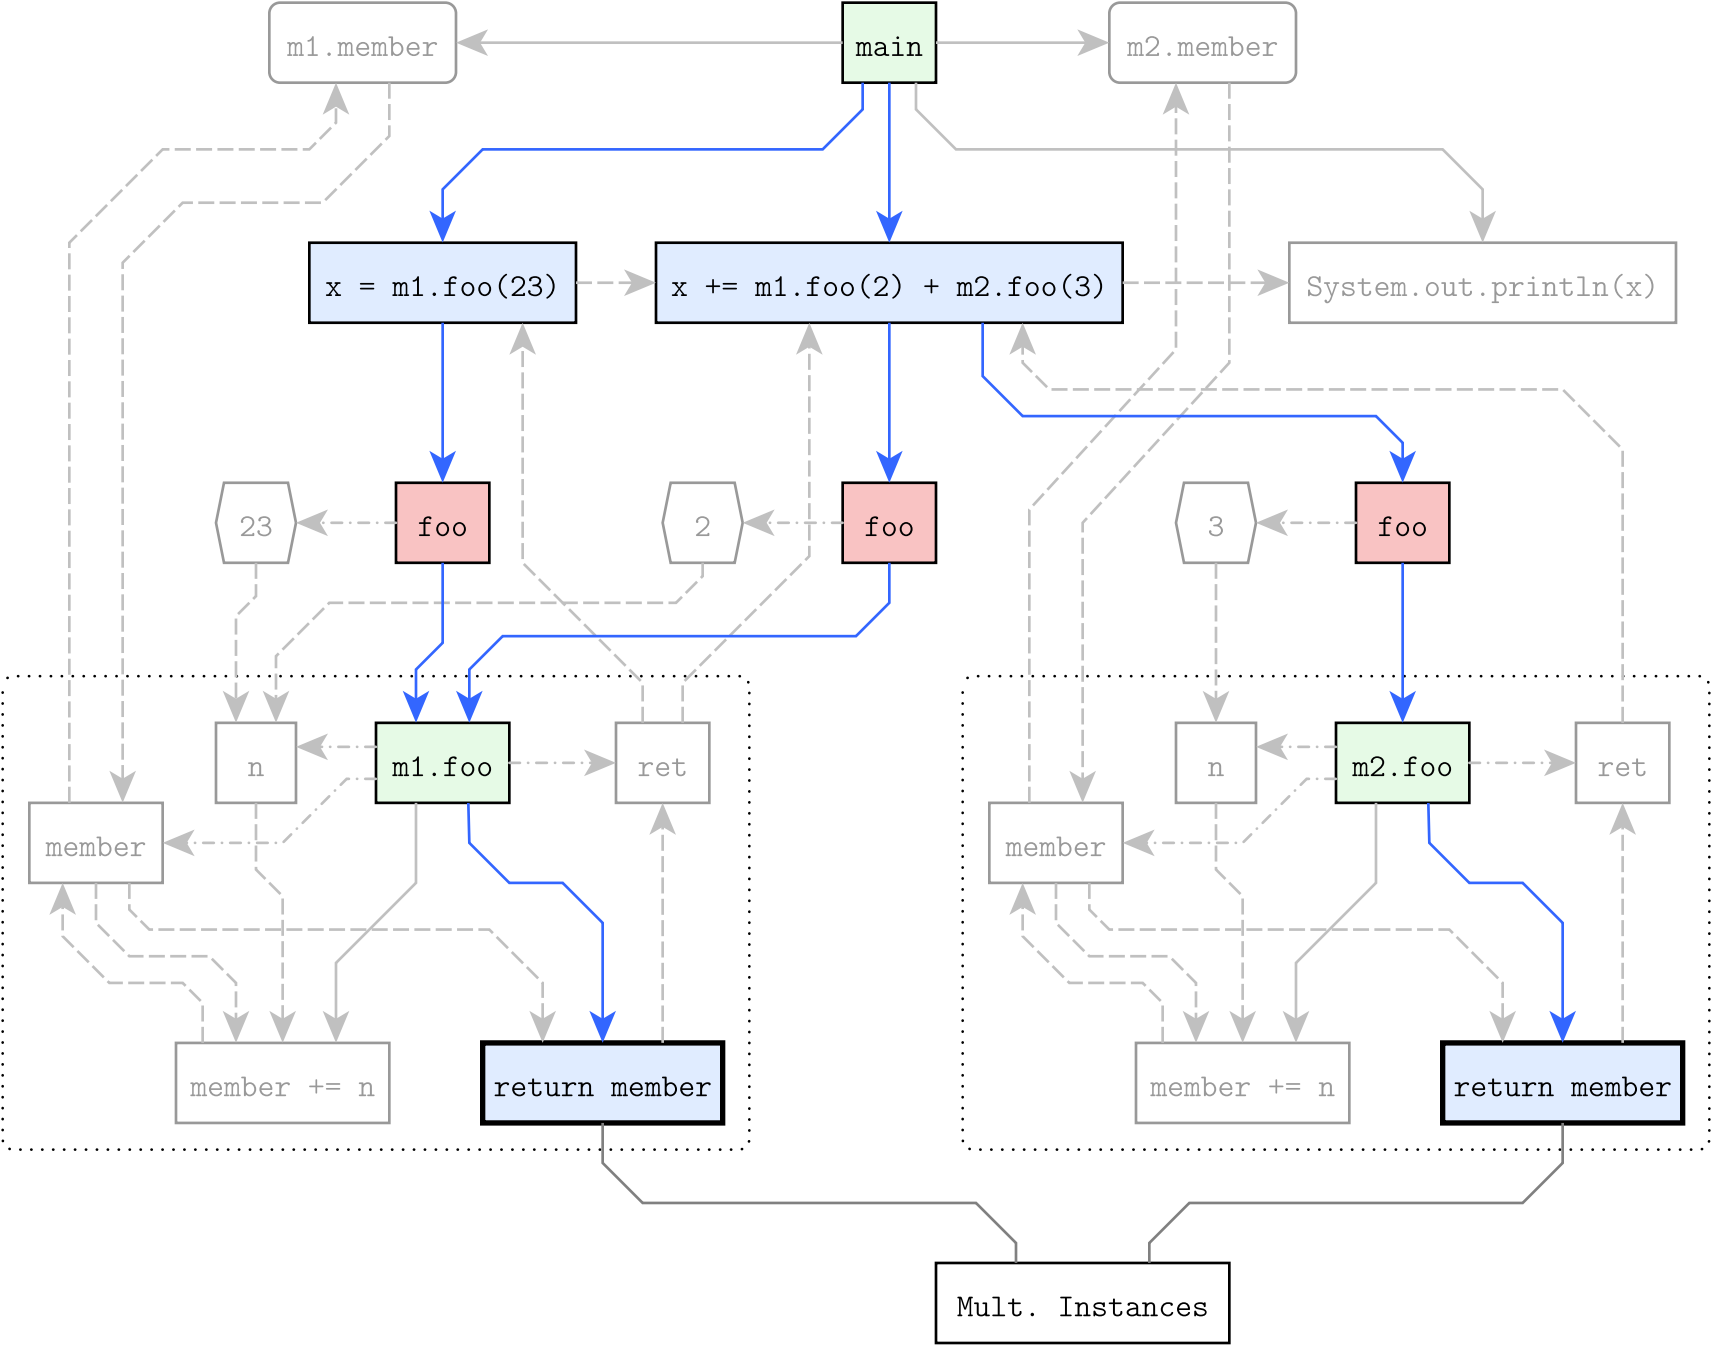 m1.member
main
m2.member
x = m1.foo(23)
x += m1.foo(2) + m2.foo(3)
System.out.println(x)
23
foo
2
foo
3
foo
n
m1.foo
ret
n
m2.foo
ret
member
member
member += n
return member
member += n
return member
Mult. Instances